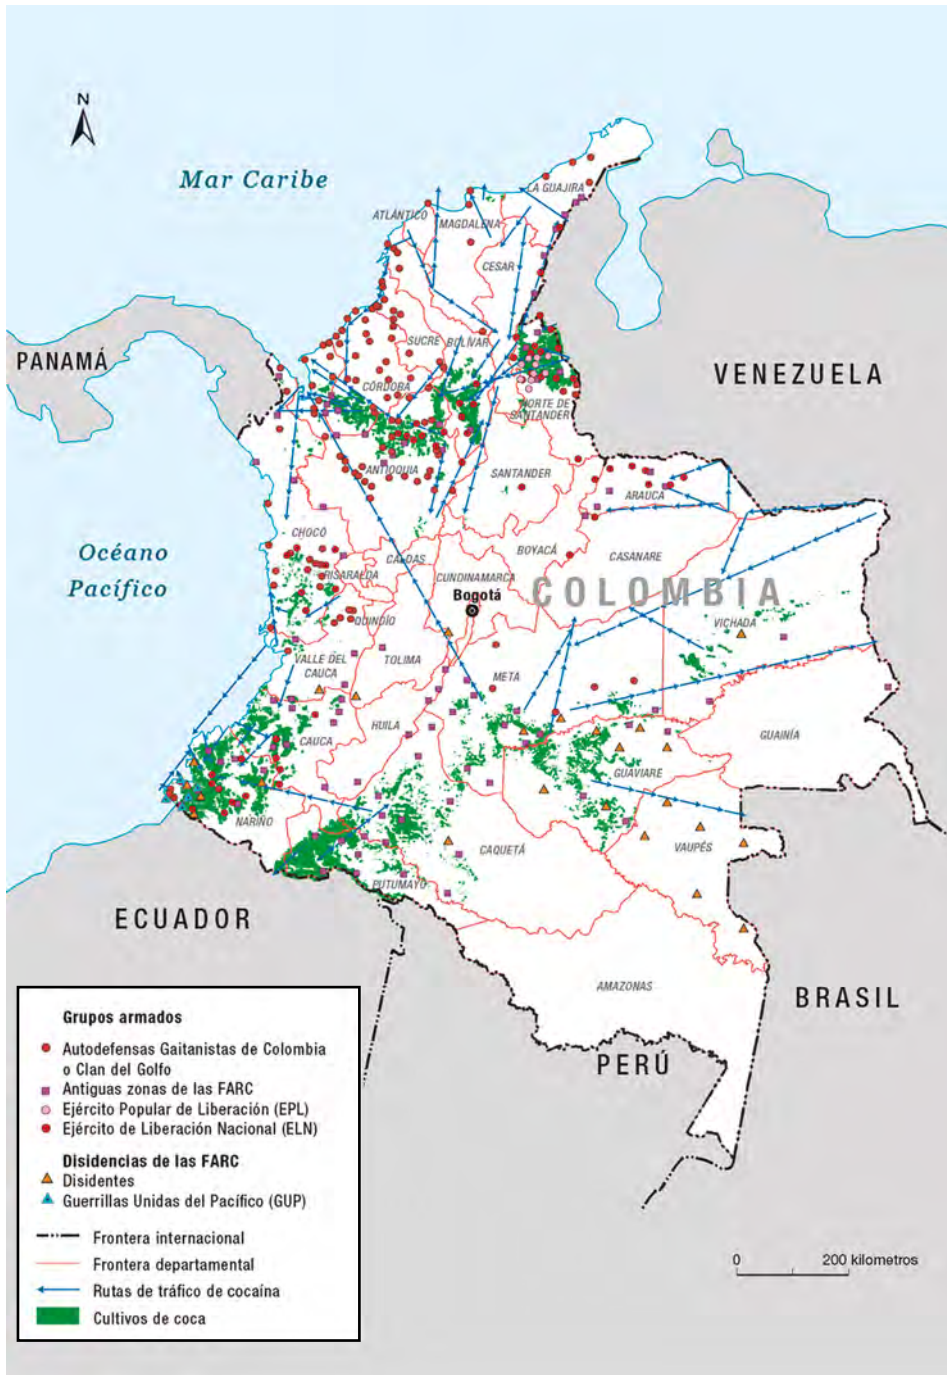 N
Mar Caribe
LA GUAJIRA
ATLÁNTICO
MAGDALENA
CESAR
SUCRE
BOLÍVAR
PANAMÁ
VENEZUELA
CÓRDOBA
NORTE DE
SANTANDER
ANTIOQUIA
SANTANDER
ARAUCA
CHOCÓ
Océano
Pacífico
BOYACÁ
CASANARE
CALDAS
RISARALDA
CUNDINAMARCA
Bogotá
COLOMBIA
QUINDÍO
VICHADA
VALLE DEL
CAUCA
TOLIMA
META
HUILA
CAUCA
GUAINÍA
GUAVIARE
NARIÑO
CAQUETÁ
VAUPÉS
PUTUMAYO
ECUADOR
AMAZONAS
BRASIL
PERÚ
Grupos armados
Autodefensas Gaitanistas de Colombia
o Clan del Golfo
Antiguas zonas de las FARC
Ejército Popular de Liberación (EPL)
Ejército de Liberación Nacional (ELN)
Disidencias de las FARC
Disidentes
Guerrillas Unidas del Pacífico (GUP)
Frontera internacional
Frontera departamental
Rutas de tráfico de cocaína
Cultivos de coca
0 200 kilometros